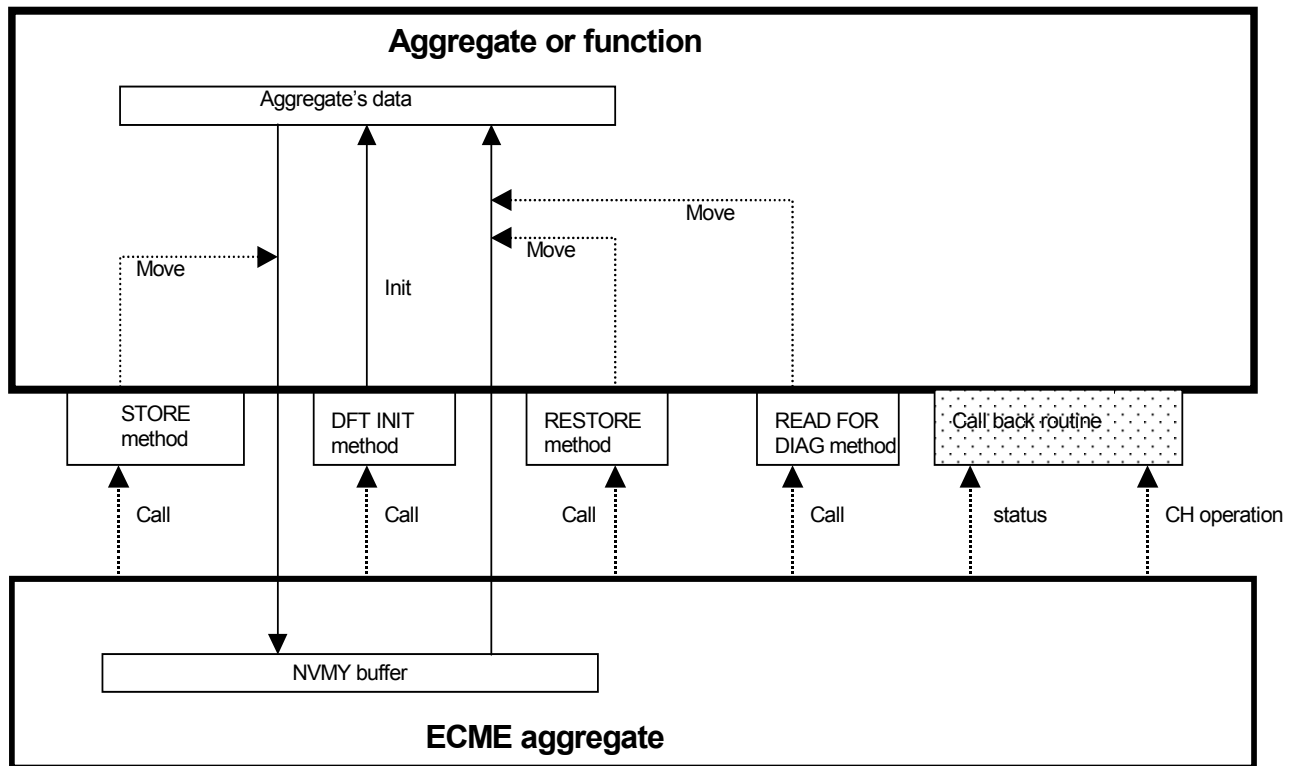 Aggregate or function
Aggregate's data
Move
Move
Move
Init
STORE
method
DFT INIT
method
RESTORE
method
READ FOR
DIAG method
Call back routine
Call
Call
Call
Call
status
CH operation
NVMY buffer
ECME aggregate